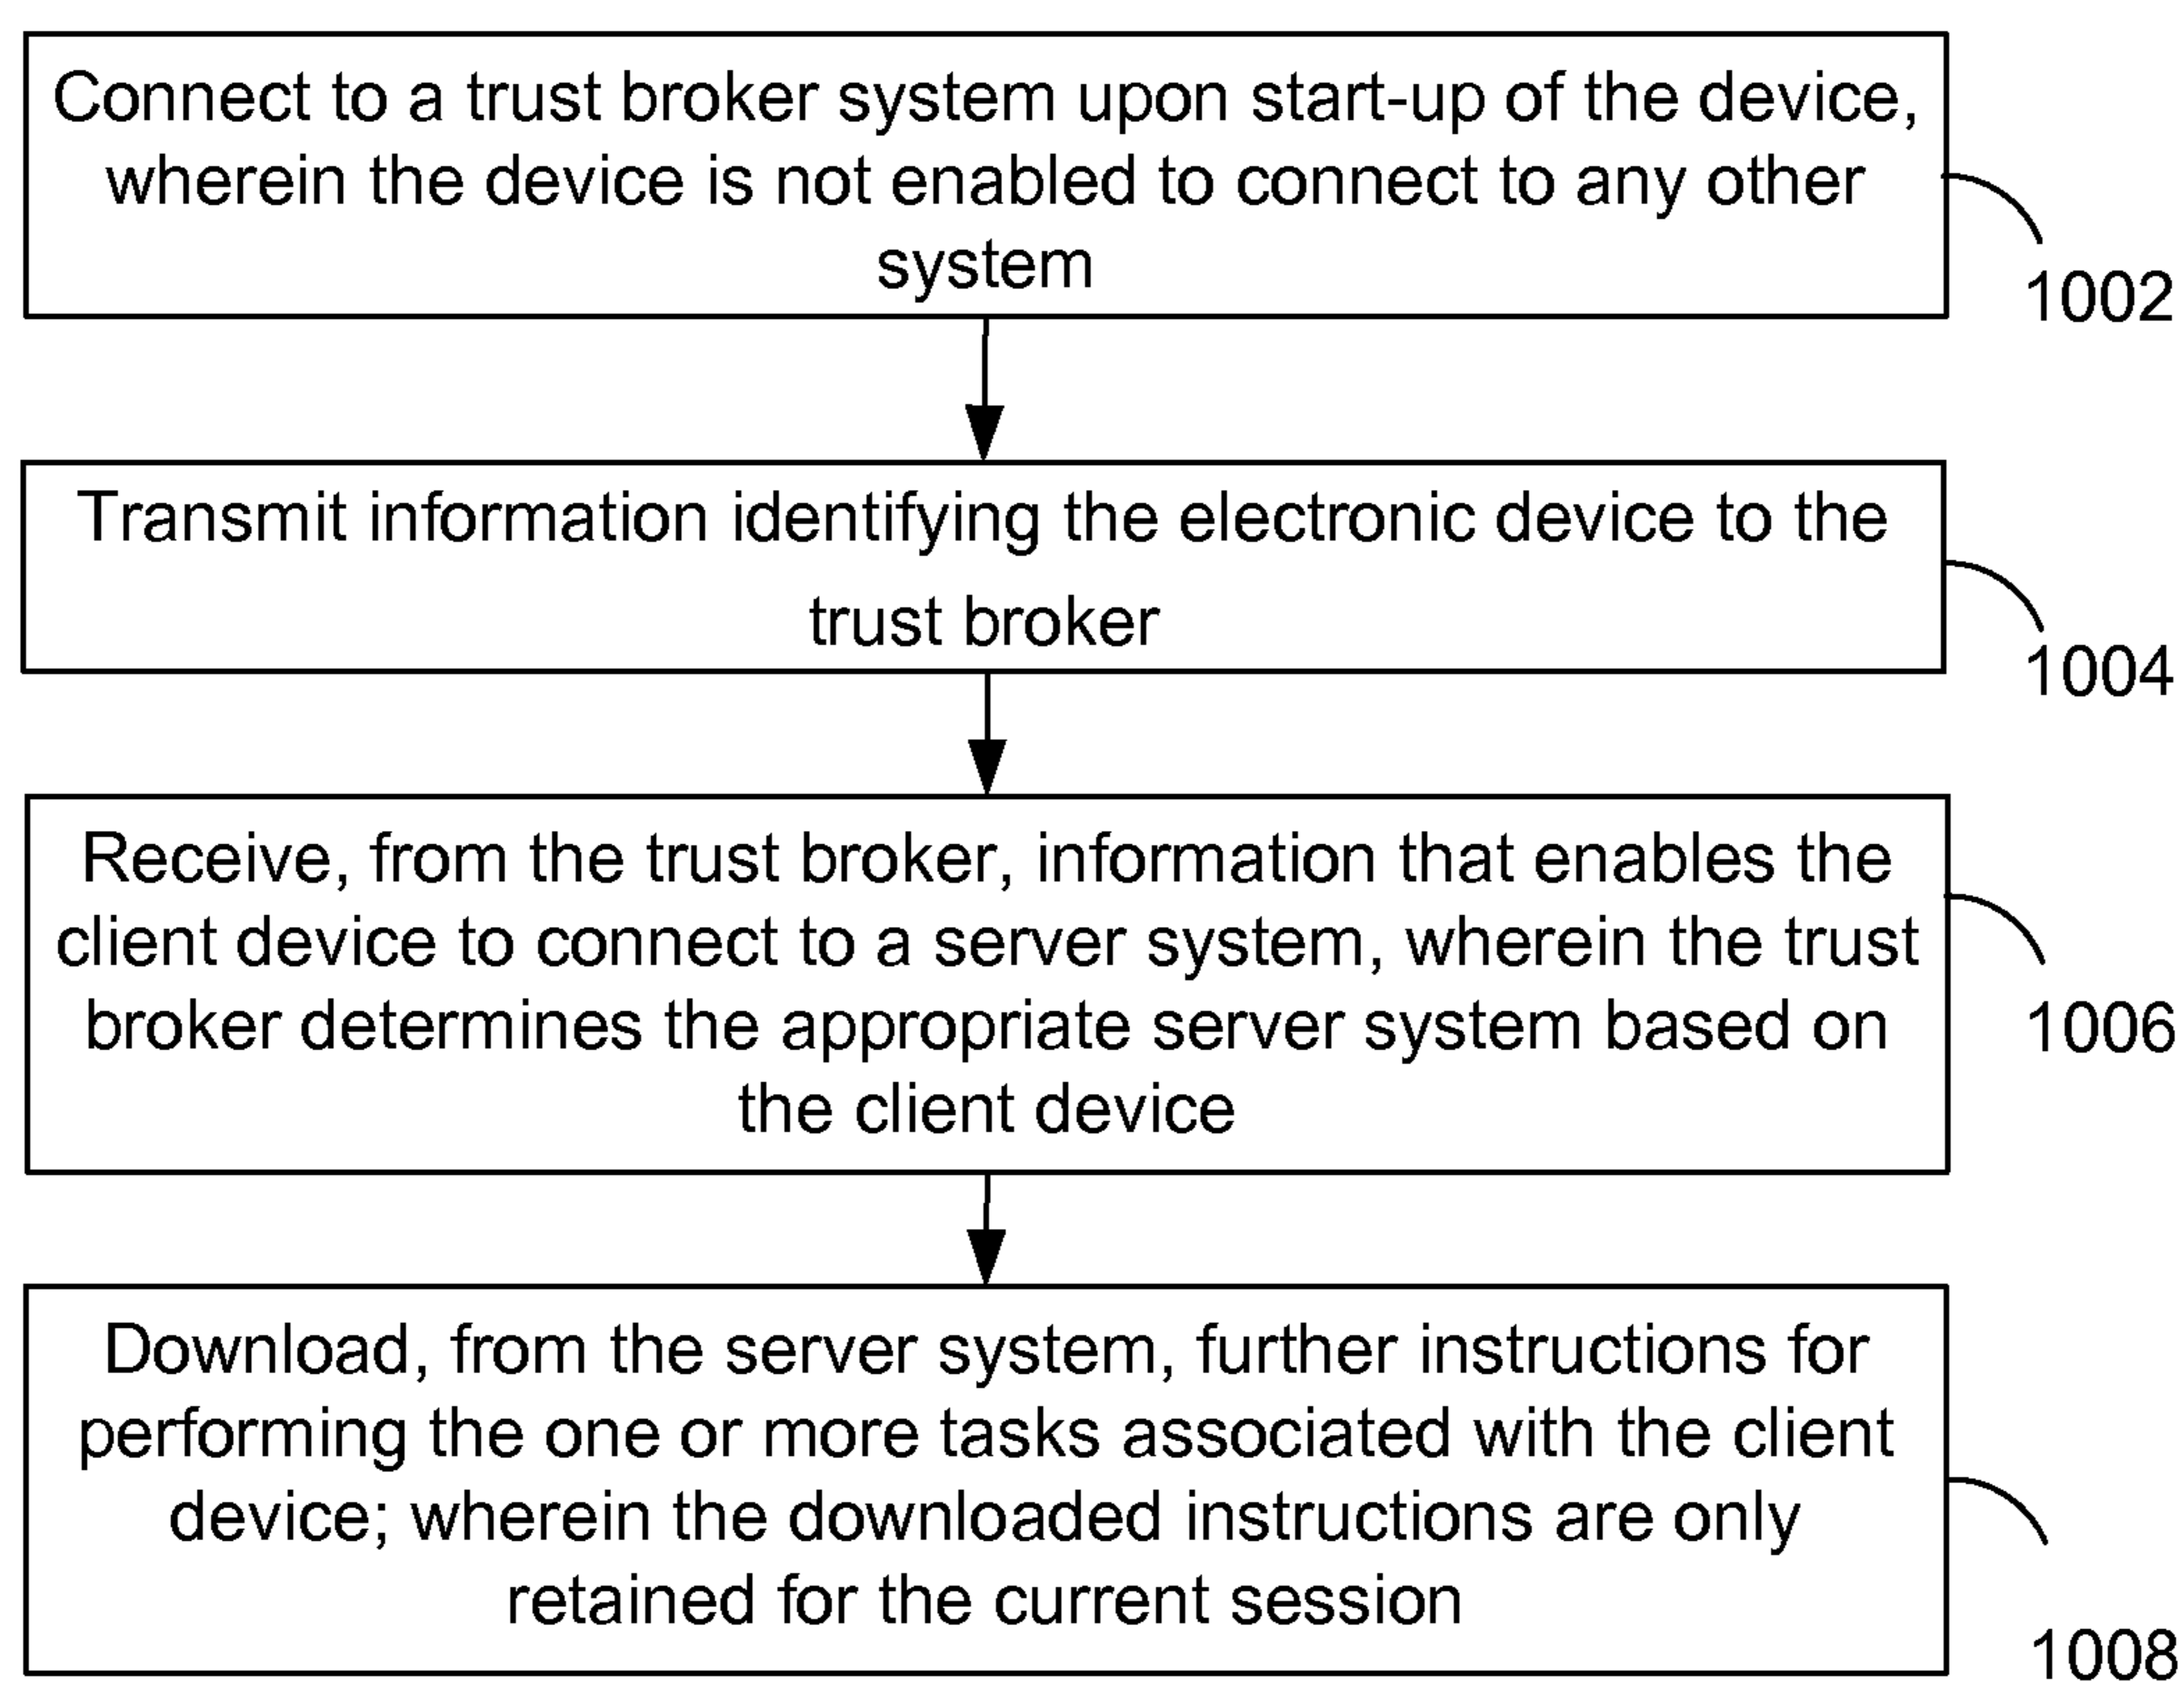 Connect to a trust broker system upon start-up of the device,
wherein the device is not enabled to connect to any other
system
1002
Transmit information identifying the electronic device to the
trust broker
1004
Receive, from the trust broker, information that enables the
client device to connect to a server system, wherein the trust
broker determines the appropriate server system based on
the client device
1006
Download, from the server system, further instructions for
performing the one or more tasks associated with the client
device; wherein the downloaded instructions are only
retained for the current session
1008